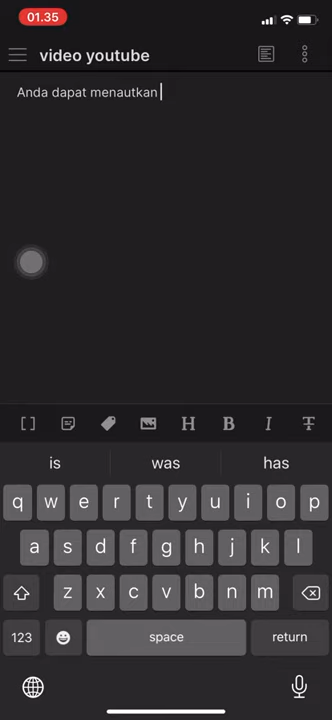 01.35
video youtube
Anda dapat menautkan
H B I T
is was has
q w e r t y u i o p
a s d f g h j k l
z x c v b n m
123 space return